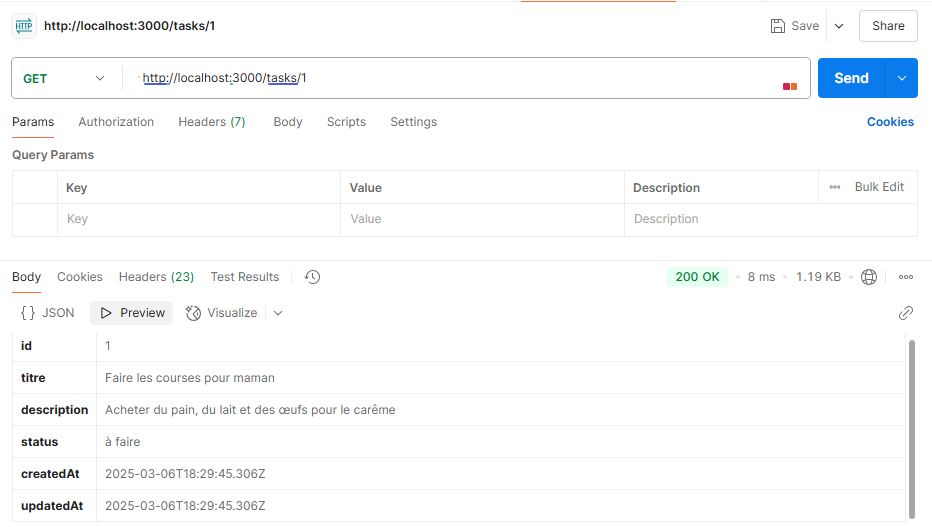 HTTP http://localhost:3000/tasks/1 Save Share
GET http://localhost:3000/tasks/1 Send
Params Authorization Headers (7) Body Scripts Settings Cookies
Query Params
Key Value Description Bulk Edit
Key Value Description
Body Cookies Headers (23) Test Results 200 OK 8 ms 1.19 KB
{} JSON Preview Visualize
id 1
titre Faire les courses pour maman
description Acheter du pain, du lait et des œufs pour le carême
status à faire
createdAt 2025-03-06T18:29:45.306Z
updatedAt 2025-03-06T18:29:45.306Z